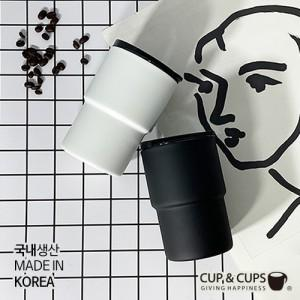 국내생산
MADE IN
KOREA
CUP & CUPS
GIVING HAPPINESS